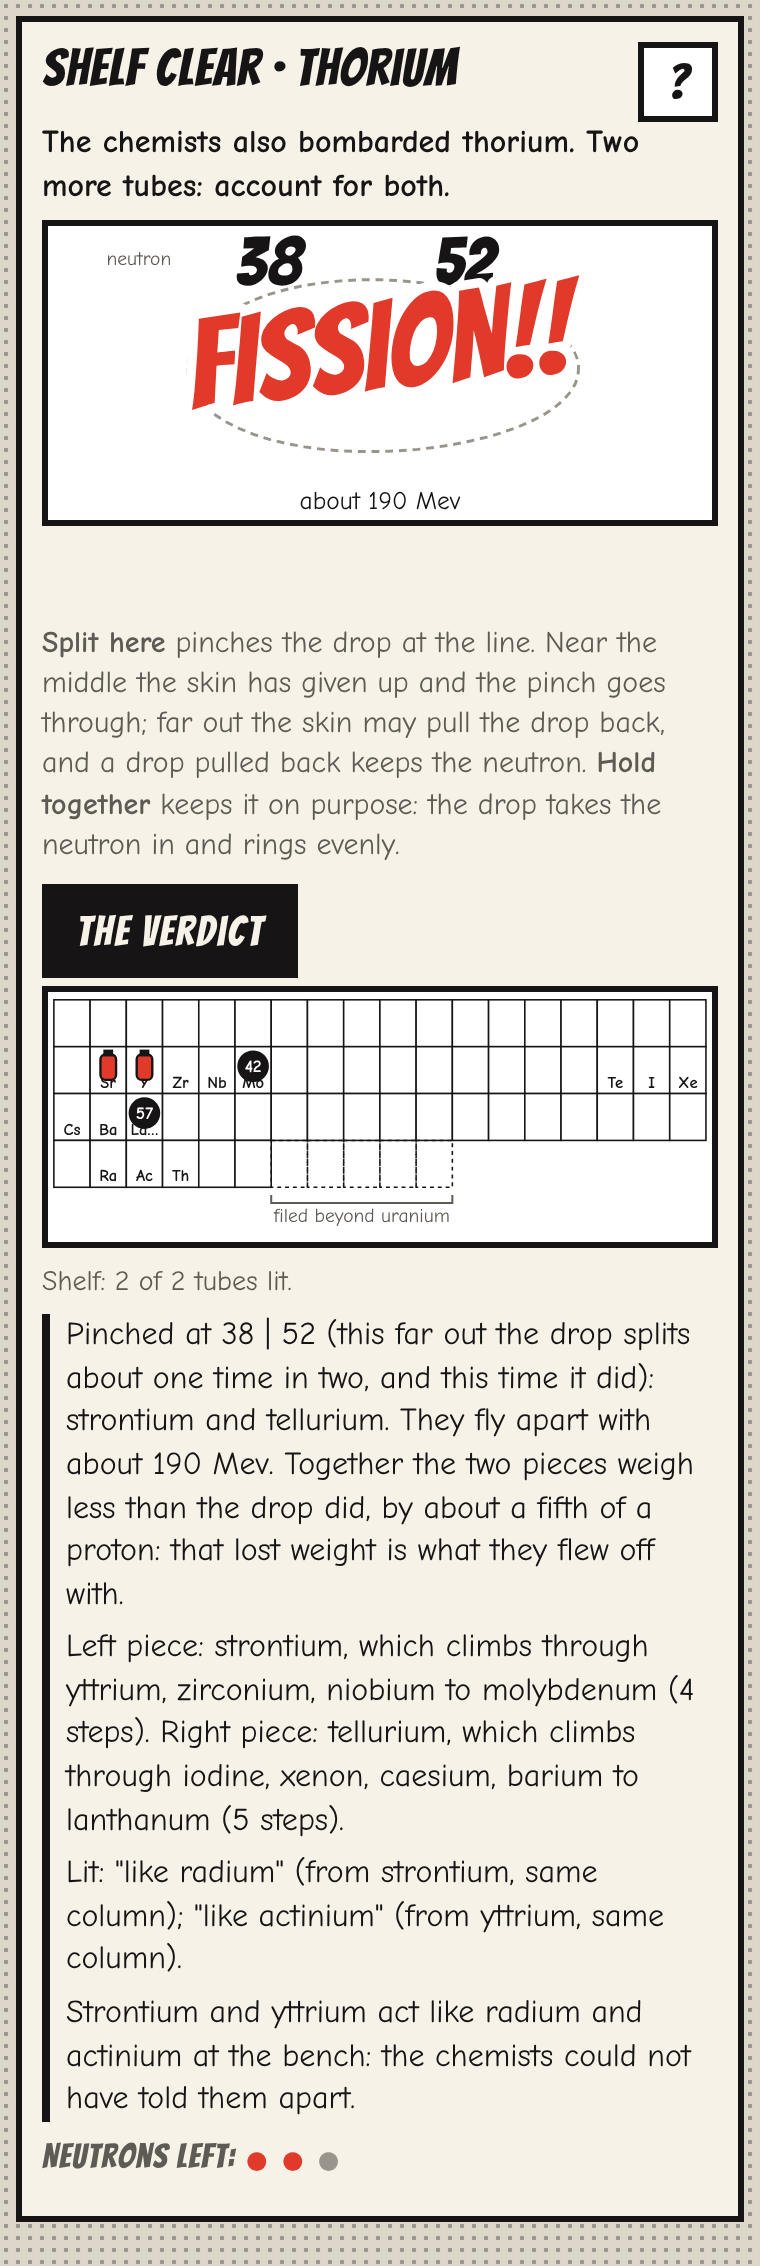 SHELF CLEAR · THORIUM
?
The chemists also bombarded thorium. Two
more tubes: account for both.
neutron
38
52
FISSION!!
about 190 Mev
Split here pinches the drop at the line. Near the
middle the skin has given up and the pinch goes
through; far out the skin may pull the drop back,
and a drop pulled back keeps the neutron. Hold
together keeps it on purpose: the drop takes the
neutron in and rings evenly.
THE VERDICT
Sr Y Zr Nb Mo 42 Te I Xe
Cs Ba La... 57
Ra Ac Th
filed beyond uranium
Shelf: 2 of 2 tubes lit.
Pinched at 38 | 52 (this far out the drop splits
about one time in two, and this time it did):
strontium and tellurium. They fly apart with
about 190 Mev. Together the two pieces weigh
less than the drop did, by about a fifth of a
proton: that lost weight is what they flew off
with.
Left piece: strontium, which climbs through
yttrium, zirconium, niobium to molybdenum (4
steps). Right piece: tellurium, which climbs
through iodine, xenon, caesium, barium to
lanthanum (5 steps).
Lit: "like radium" (from strontium, same
column); "like actinium" (from yttrium, same
column).
Strontium and yttrium act like radium and
actinium at the bench: the chemists could not
have told them apart.
NEUTRONS LEFT: